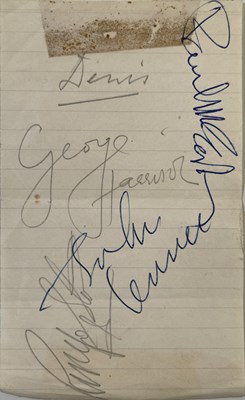 Denis
Paul McCartney
George
Harrison
John
Lennon